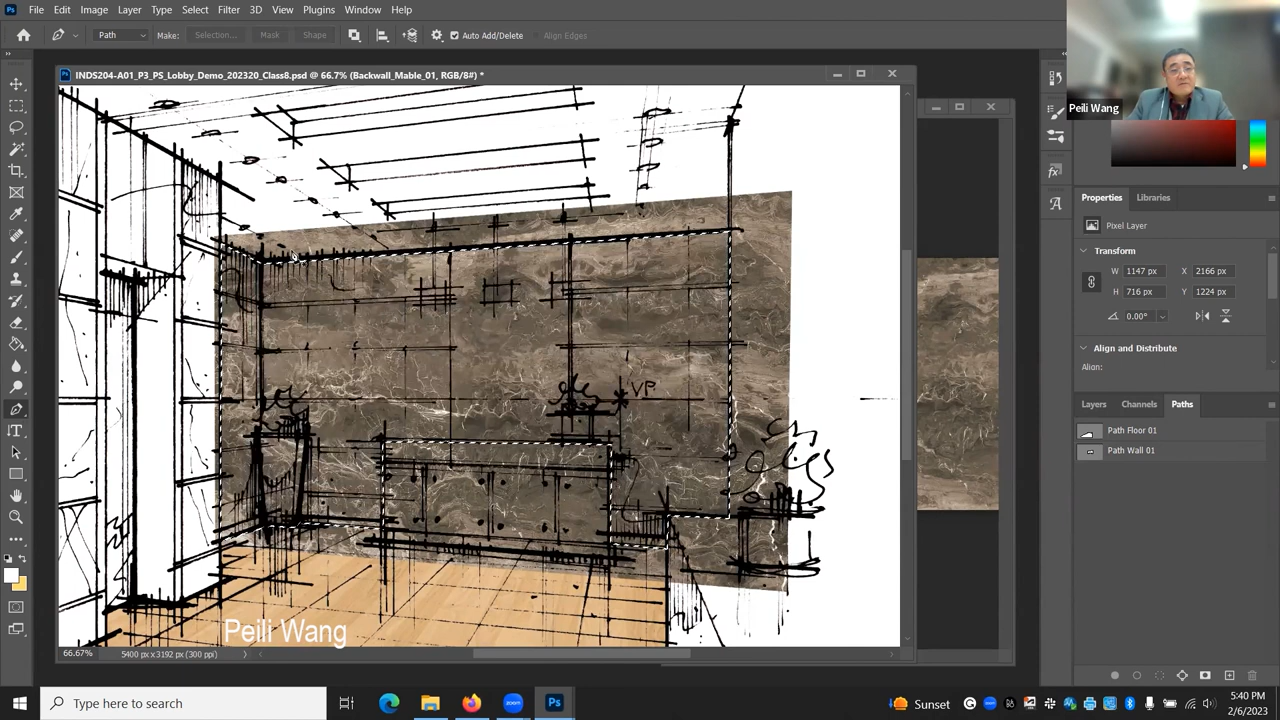 File Edit Image Layer Type Select Filter 3D View Plugins Window Help
Path Make: Selection... Mask Shape Auto Add/Delete Align Edges
INDS204-A01_P3_PS_Lobby_Demo_202320_Class8.psd @ 66.7% (Backwall_Mable_01, RGB/8#) *
Peili Wang
Properties Libraries
Pixel Layer
Transform
W 1147 px X 2166 px
H 716 px Y 1224 px
0.00°
Align and Distribute
Align:
VP
Layers Channels Paths
Path Floor 01
Path Wall 01
Peili Wang
66.67% 5400 px x 3192 px (300 ppi)
Type here to search
Sunset
5:40 PM
2/6/2023